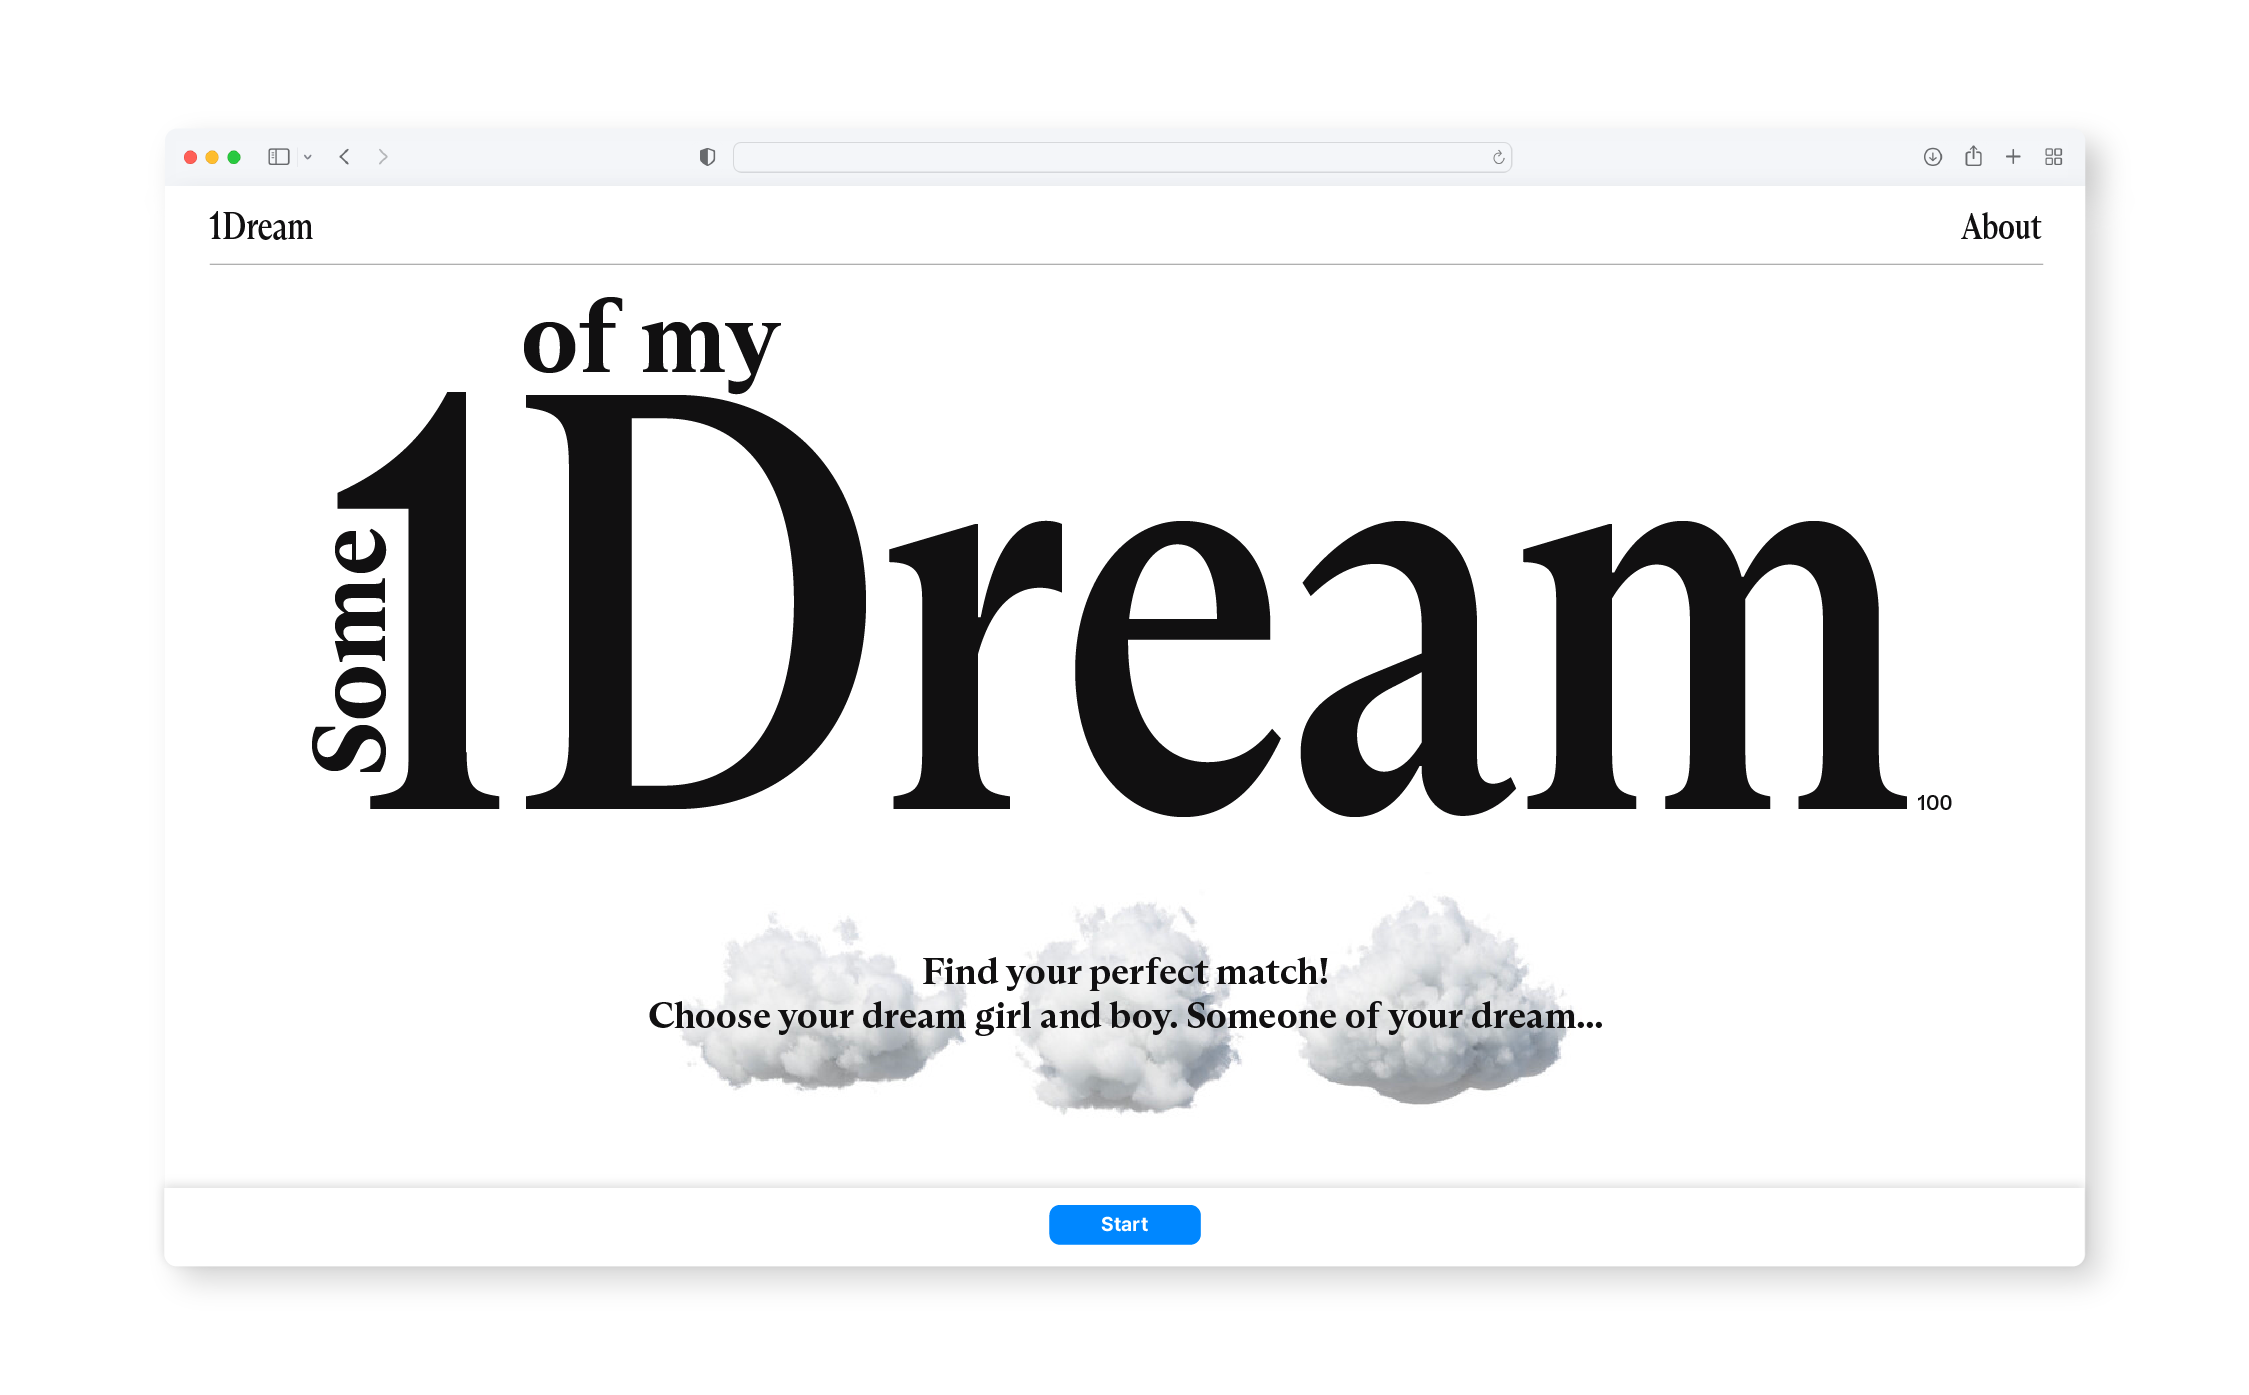 1Dream
About
of my
Some
1Dream
100
Find your perfect match!
Choose your dream girl and boy. Someone of your dream...
Start